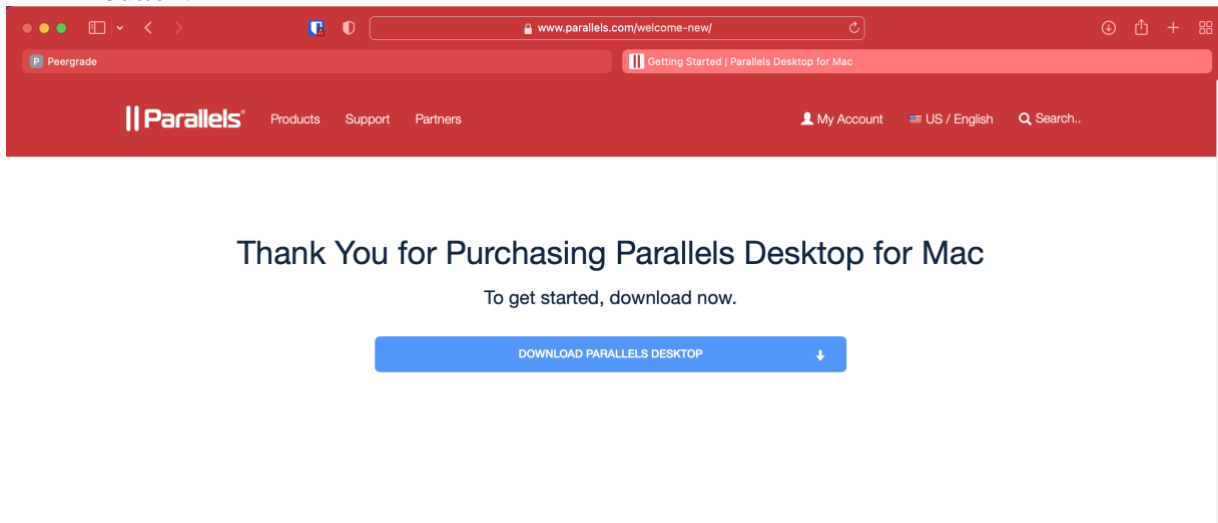 www.parallels.com/welcome-new/
P Peergrade
Getting Started | Parallels Desktop for Mac
Parallels® Products Support Partners My Account US / English Search..
Thank You for Purchasing Parallels Desktop for Mac
To get started, download now.
DOWNLOAD PARALLELS DESKTOP